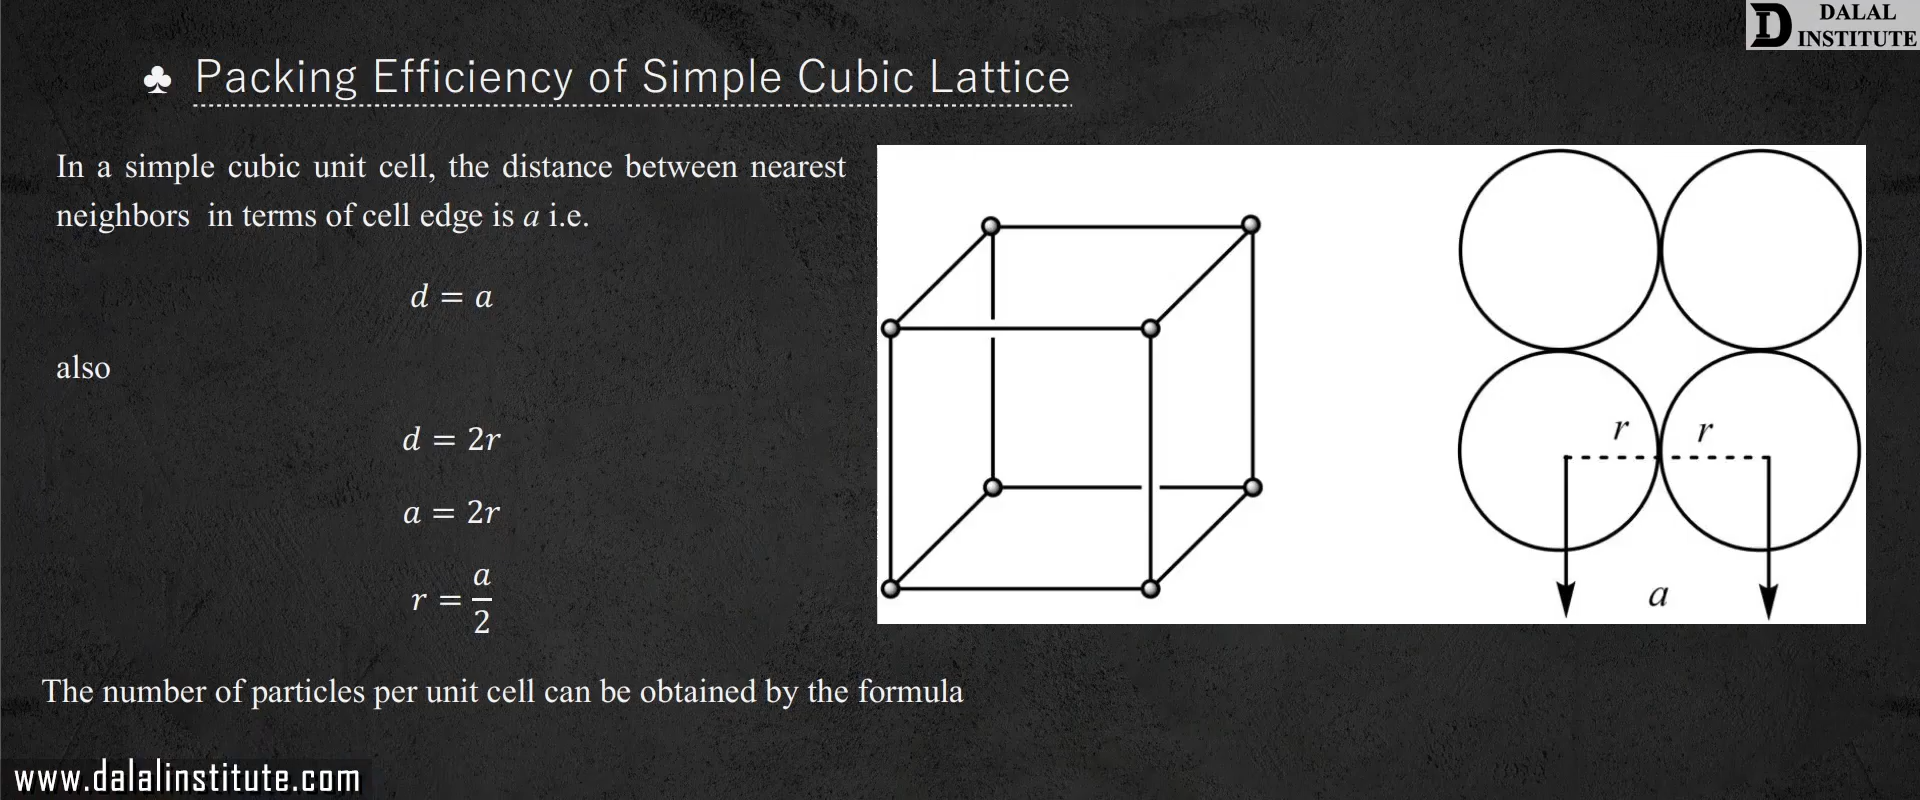 DALAL
INSTITUTE
♣ Packing Efficiency of Simple Cubic Lattice
In a simple cubic unit cell, the distance between nearest
neighbors in terms of cell edge is a i.e.
d = a
also
d = 2r
a = 2r
r = a/2
r r
a
The number of particles per unit cell can be obtained by the formula
www.dalalinstitute.com